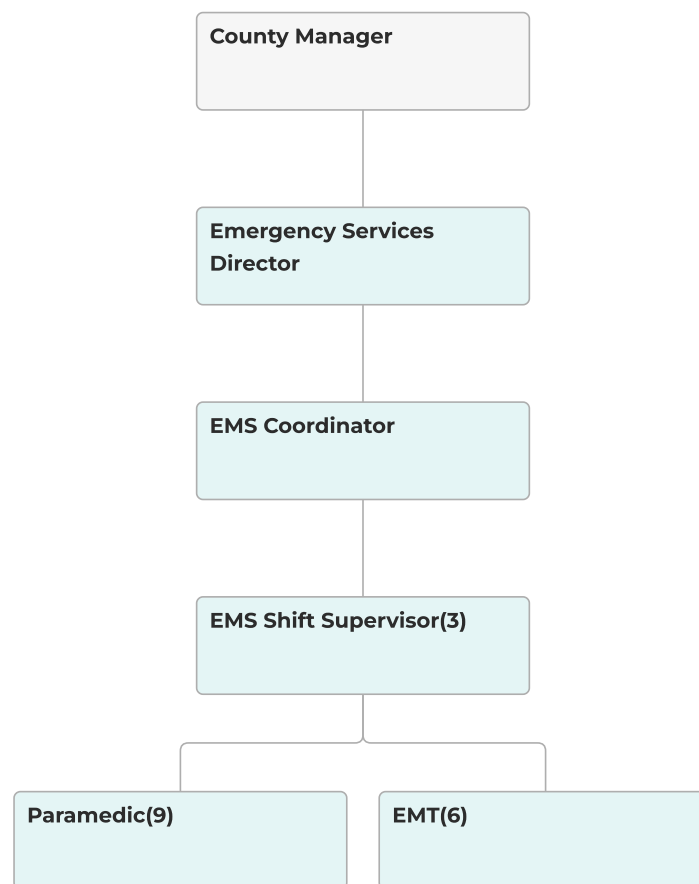 County Manager
Emergency Services
Director
EMS Coordinator
EMS Shift Supervisor(3)
Paramedic(9)
EMT(6)